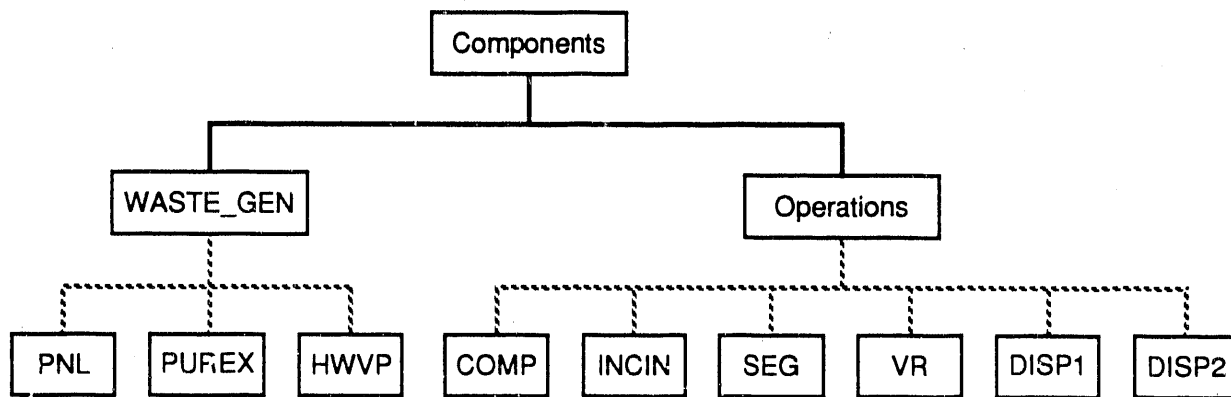 Components
WASTE_GEN
Operations
PNL
PUREX
HWVP
COMP
INCIN
SEG
VR
DISP1
DISP2